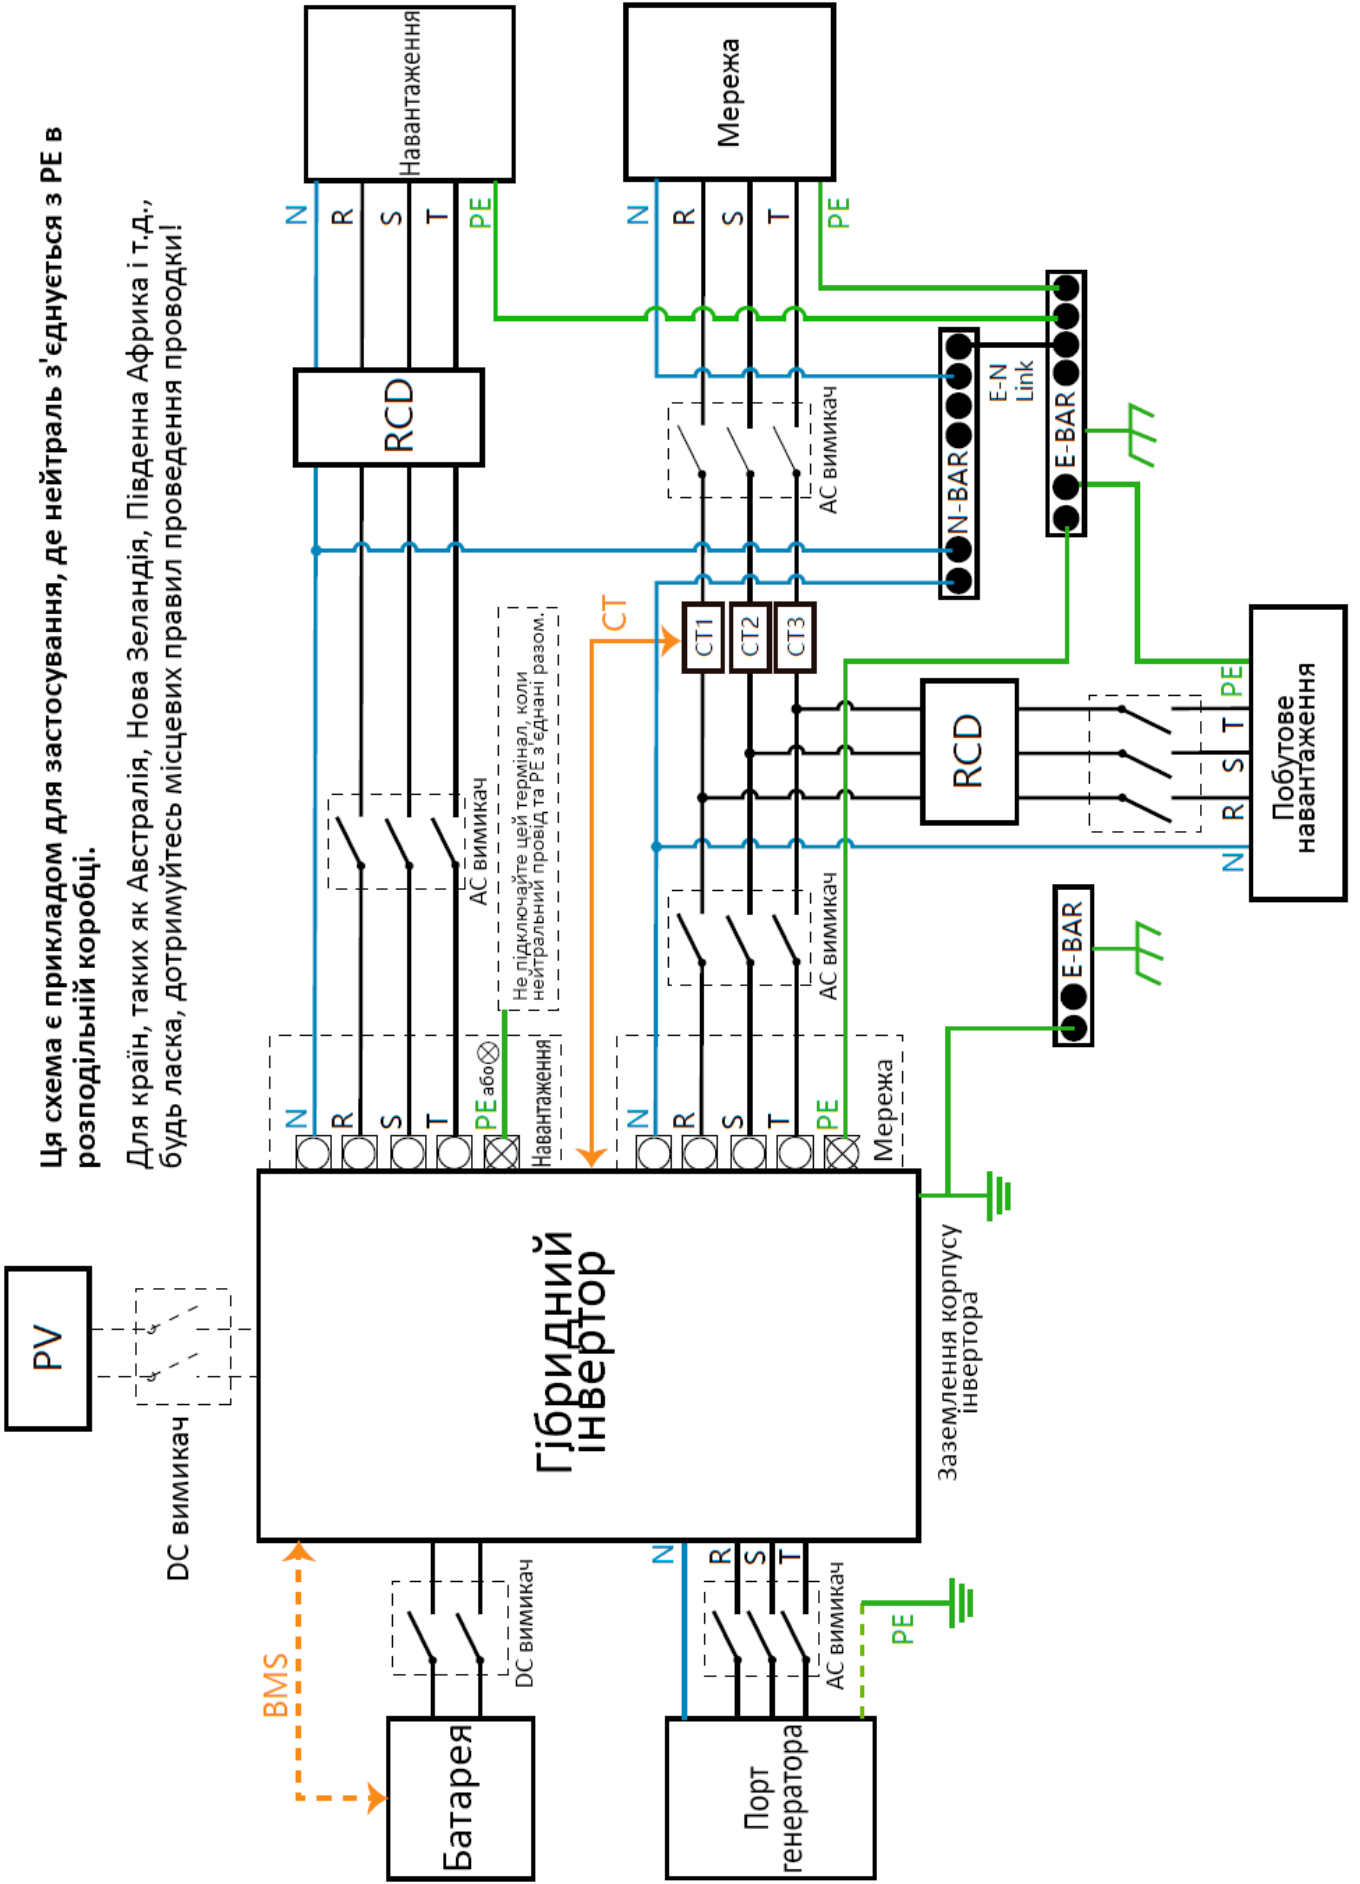 Ця схема є прикладом для застосування, де нейтраль з'єднується з PE в
розподільній коробці.
Для країн, таких як Австралія, Нова Зеландія, Південна Африка і т.д.,
будь ласка, дотримуйтесь місцевих правил проведення проводки!
PV
DC вимикач
BMS
Батарея
DC вимикач
Гібридний
інвертор
N
R
S
T
PE або
Навантаження
AC вимикач
RCD
N
R
S
T
PE
Навантаження
Не підключайте цей термінал, коли
нейтральний провід та PE з'єднані разом.
CT
N
R
S
T
PE
Мережа
AC вимикач
CT1
CT2
CT3
AC вимикач
N
R
S
T
PE
Мережа
N-BAR
E-N
Link
E-BAR
RCD
N
R
S
T
PE
Побутове
навантаження
E-BAR
Заземлення корпусу
інвертора
N
R
S
T
AC вимикач
PE
Порт
генератора